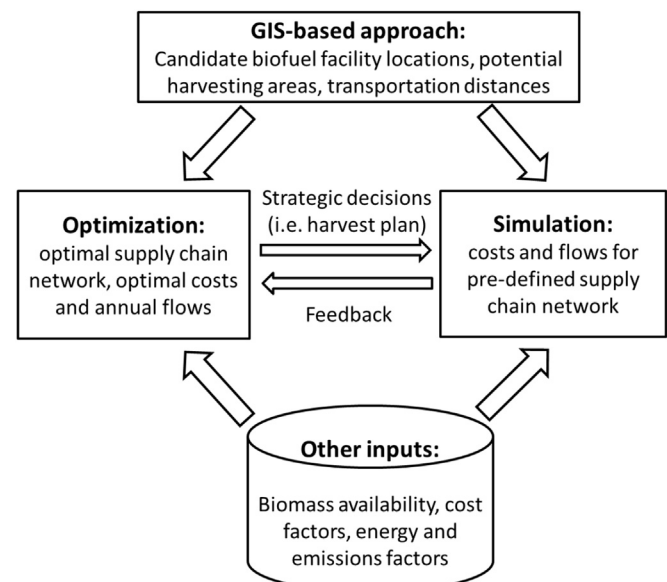 GIS-based approach:
Candidate biofuel facility locations, potential
harvesting areas, transportation distances
Optimization:
optimal supply chain
network, optimal costs
and annual flows
Strategic decisions
(i.e. harvest plan)
Feedback
Simulation:
costs and flows for
pre-defined supply
chain network
Other inputs:
Biomass availability, cost
factors, energy and
emissions factors